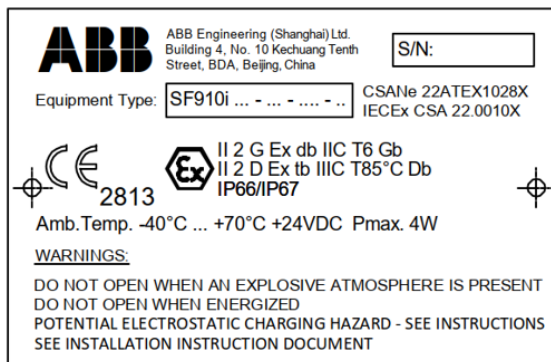 ABB
ABB Engineering (Shanghai) Ltd.
Building 4, No. 10 Kechuang Tenth
Street, BDA, Beijing, China
S/N:
Equipment Type: SF910i ... - ... - .... - ..
CSANe 22ATEX1028X
IECEx CSA 22.0010X
CE 2813
Ex
II 2 G Ex db IIC T6 Gb
II 2 D Ex tb IIIC T85°C Db
IP66/IP67
Amb.Temp. -40°C ... +70°C +24VDC Pmax. 4W
WARNINGS:
DO NOT OPEN WHEN AN EXPLOSIVE ATMOSPHERE IS PRESENT
DO NOT OPEN WHEN ENERGIZED
POTENTIAL ELECTROSTATIC CHARGING HAZARD - SEE INSTRUCTIONS
SEE INSTALLATION INSTRUCTION DOCUMENT